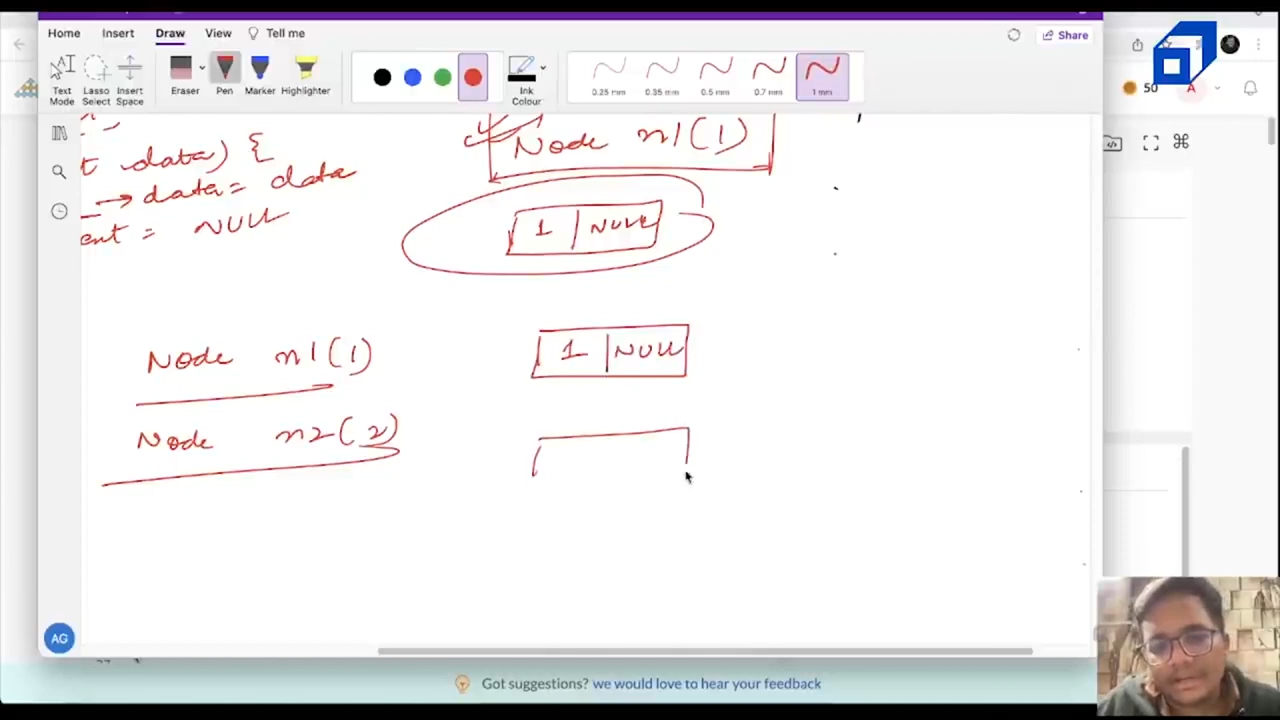 Home Insert Draw View Tell me Share
50 A
Text Mode Lasso Select Insert Space Eraser Pen Marker Highlighter Ink Colour 0.25 mm 0.35 mm 0.5 mm 0.7 mm 1 mm
t data) {
→ data = data
= NULL
Node n1(1)
1 | NULL
Node n1(1)
1 | NULL
Node n2(2)
AG
Got suggestions? we would love to hear your feedback